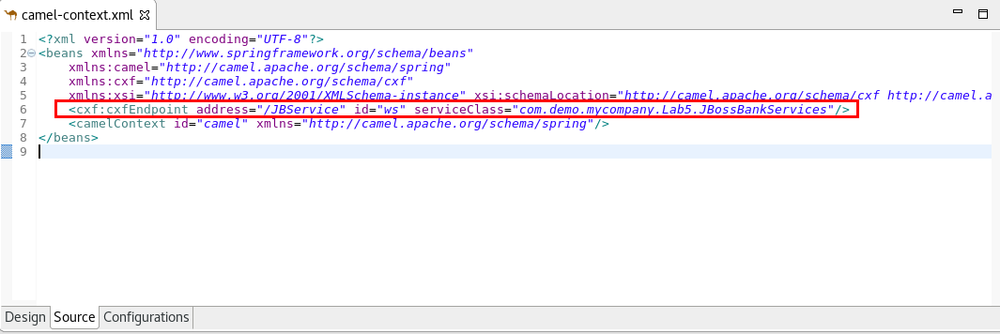 camel-context.xml
1 <?xml version="1.0" encoding="UTF-8"?>
2 <beans xmlns="http://www.springframework.org/schema/beans"
3     xmlns:camel="http://camel.apache.org/schema/spring"
4     xmlns:cxf="http://camel.apache.org/schema/cxf"
5     xmlns:xsi="http://www.w3.org/2001/XMLSchema-instance" xsi:schemaLocation="http://camel.apache.org/schema/cxf http://camel.a
6     <cxf:cxfEndpoint address="/JBService" id="ws" serviceClass="com.demo.mycompany.Lab5.JBossBankServices"/>
7     <camelContext id="camel" xmlns="http://camel.apache.org/schema/spring"/>
8 </beans>
9
Design Source Configurations